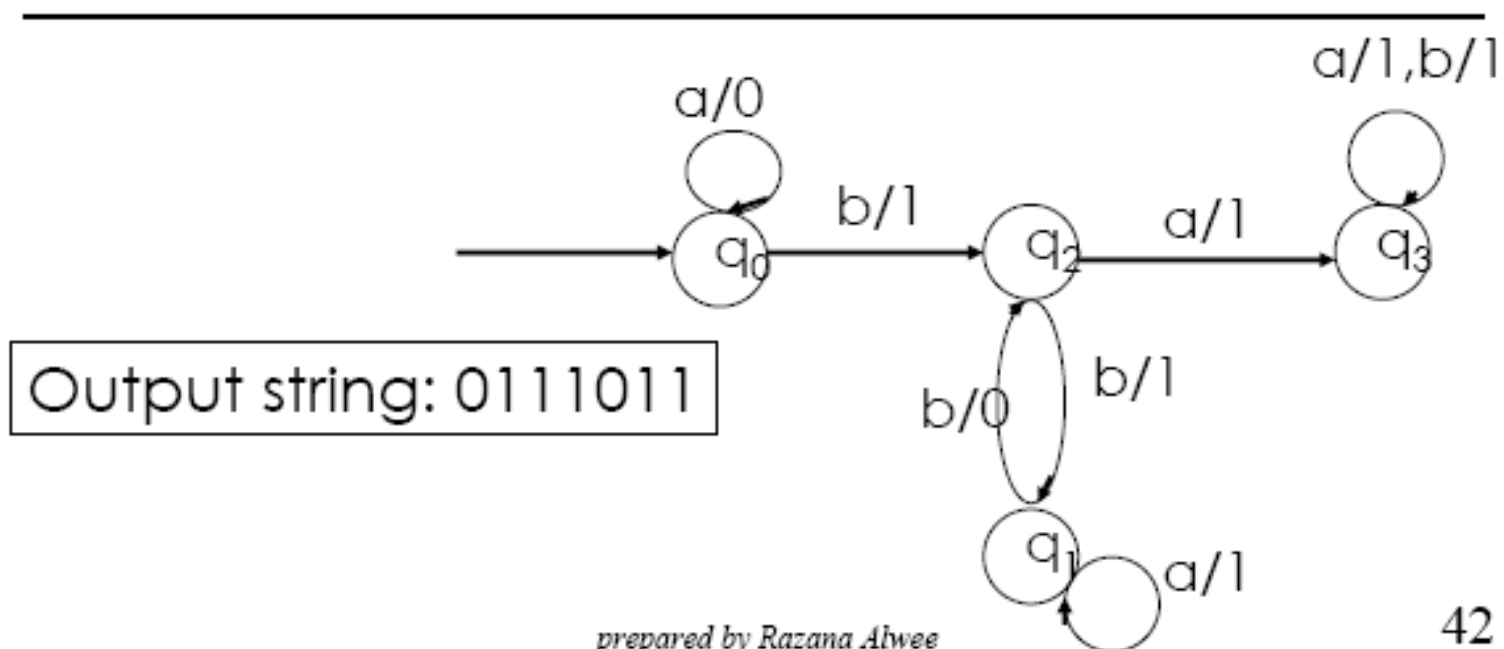 a/1,b/1
a/0
b/1
a/1
q0
q2
q3
Output string: 0111011
b/0
b/1
q1
a/1
prepared by Razana Alwee
42